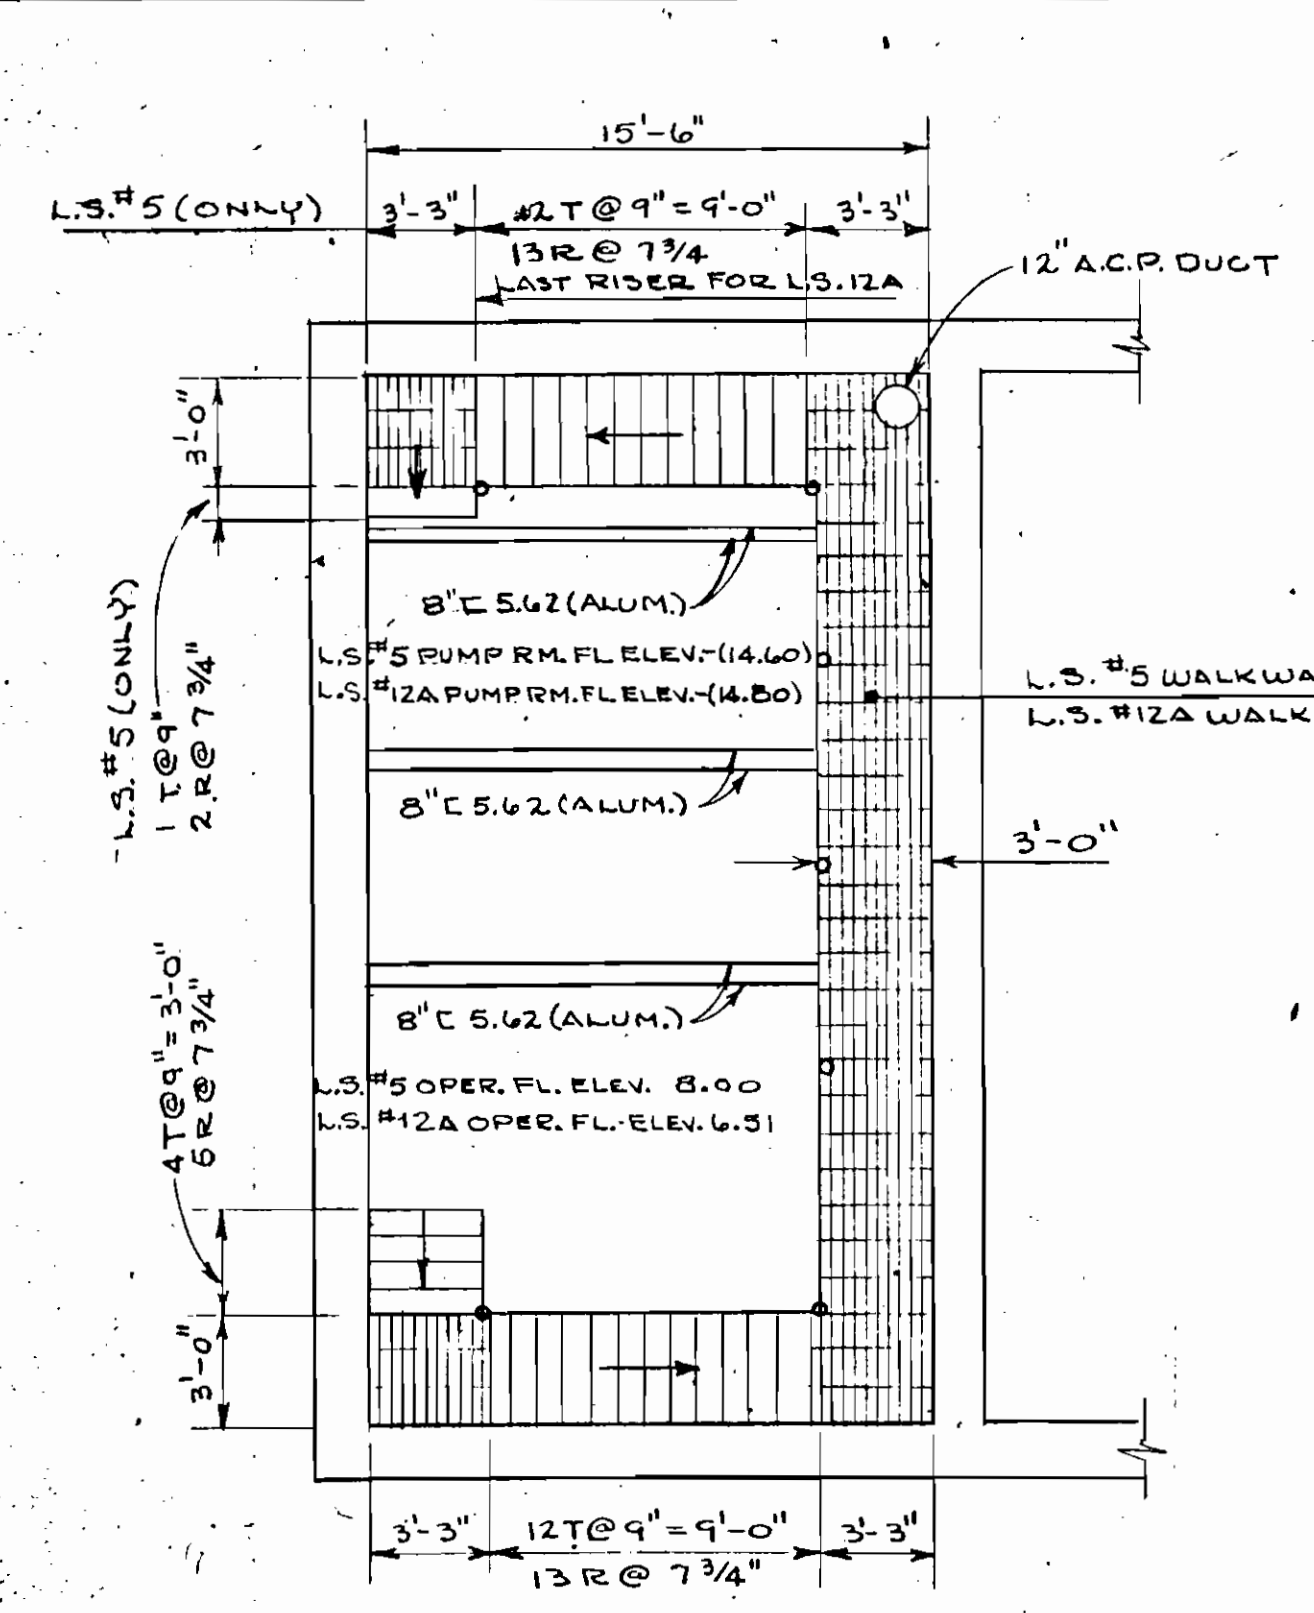 15'-6"
L.S.#5 (ONLY)
3'-3"
12 T @ 9" = 9'-0"
3'-3"
13 R @ 7 3/4
LAST RISER FOR L.S. 12A
12" A.C.P. DUCT
3'-0"
8" [ 5.62 (ALUM.)
L.S. #5 PUMP RM. FL ELEV.-(14.60)
L.S. #12A PUMP RM. FL. ELEV.-(14.80)
L.S. #5 WALKWA
L.S. #12A WALK
L.S. #5 (ONLY)
1 T.@9"
2 R@ 7 3/4"
8" [ 5.62 (ALUM.)
3'-0"
8" [ 5.62 (ALUM.)
4T@9"=3'-0"
5R@7 3/4"
L.S. #5 OPER. FL. ELEV. 8.00
L.S. #12A OPER. FL. ELEV. 6.51
3'-0"
3'-3"
12T@ 9"=9'-0"
3'-3"
13 R @ 7 3/4"